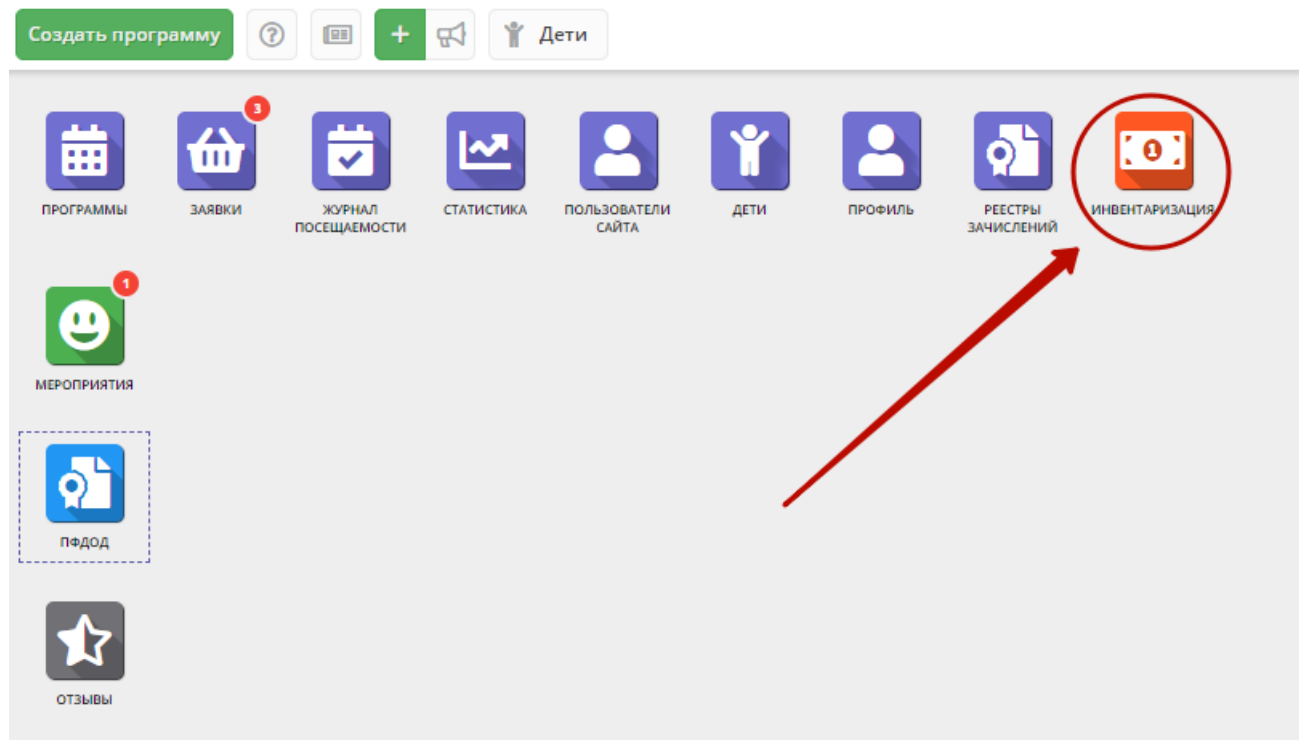 Создать программу
?
+
Дети
3
ПРОГРАММЫ
ЗАЯВКИ
ЖУРНАЛ
ПОСЕЩАЕМОСТИ
СТАТИСТИКА
ПОЛЬЗОВАТЕЛИ
САЙТА
ДЕТИ
ПРОФИЛЬ
РЕЕСТРЫ
ЗАЧИСЛЕНИЙ
1
ИНВЕНТАРИЗАЦИЯ
1
МЕРОПРИЯТИЯ
ПФДОД
ОТЗЫВЫ